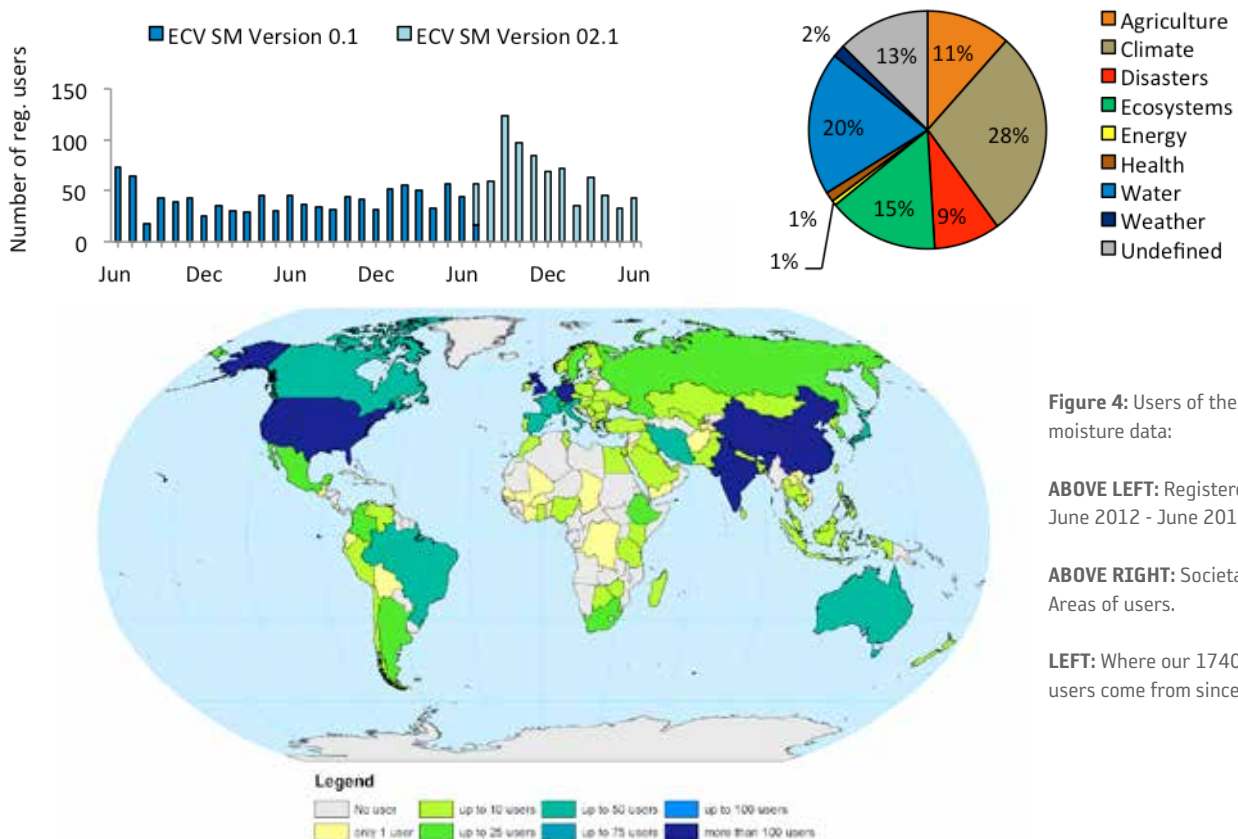 ECV SM Version 0.1 ECV SM Version 02.1
Number of reg. users
150
100
50
0
Jun Dec Jun Dec Jun Dec Jun
2%
13%
11%
20%
28%
1%
15%
9%
1%
Agriculture
Climate
Disasters
Ecosystems
Energy
Health
Water
Weather
Undefined
Figure 4: Users of the
moisture data:
ABOVE LEFT: Registere
June 2012 - June 201
ABOVE RIGHT: Societa
Areas of users.
LEFT: Where our 1740
users come from since
Legend
No user up to 10 users up to 50 users up to 100 users
only 1 user up to 25 users up to 75 users more than 100 users